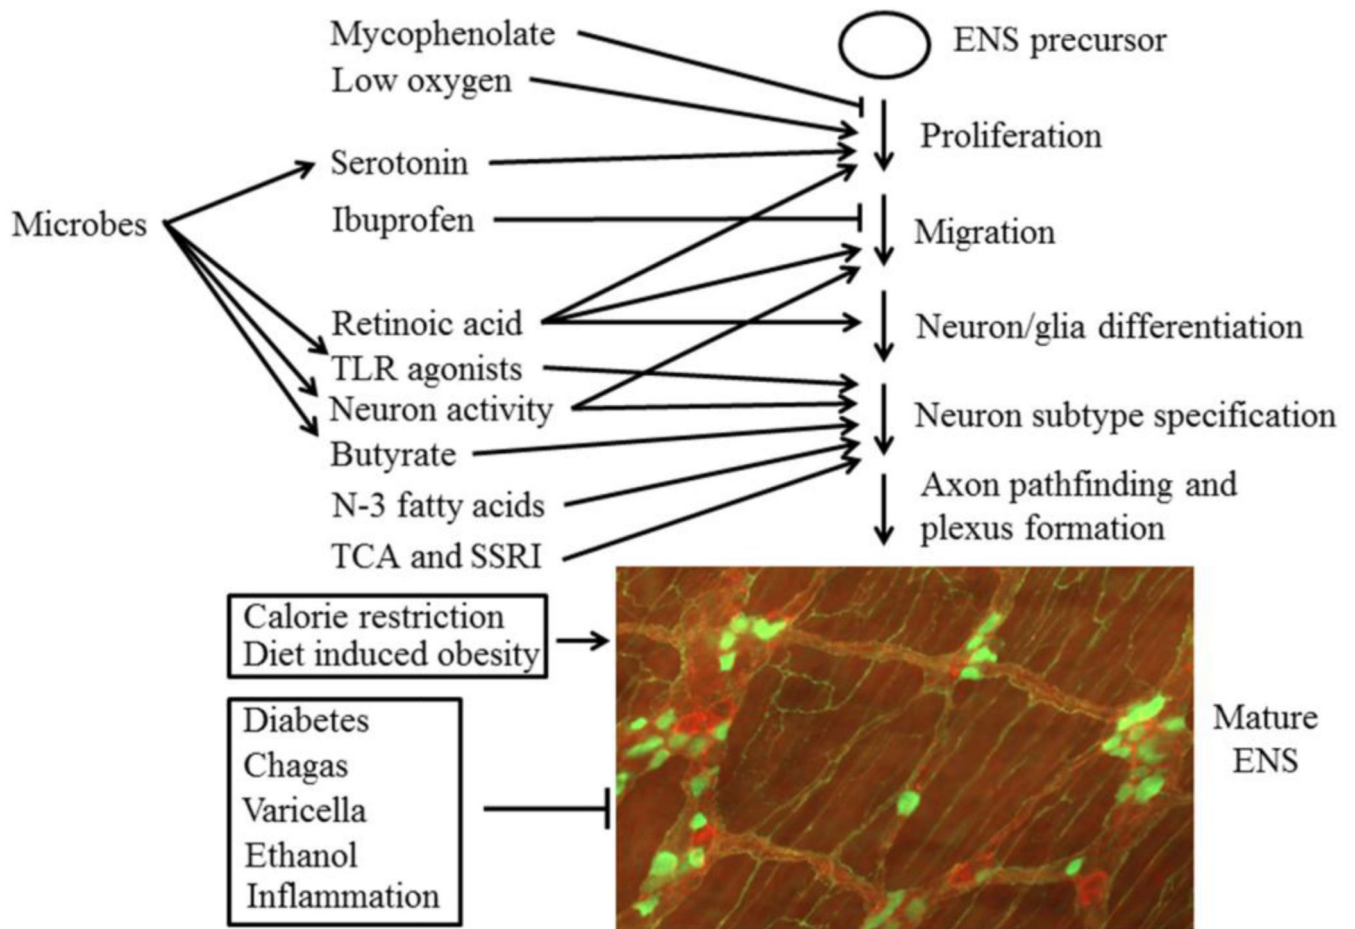 Mycophenolate
Low oxygen
Serotonin
Microbes
Ibuprofen
Retinoic acid
TLR agonists
Neuron activity
Butyrate
N-3 fatty acids
TCA and SSRI
ENS precursor
Proliferation
Migration
Neuron/glia differentiation
Neuron subtype specification
Axon pathfinding and
plexus formation
Calorie restriction
Diet induced obesity
Diabetes
Chagas
Varicella
Ethanol
Inflammation
Mature
ENS